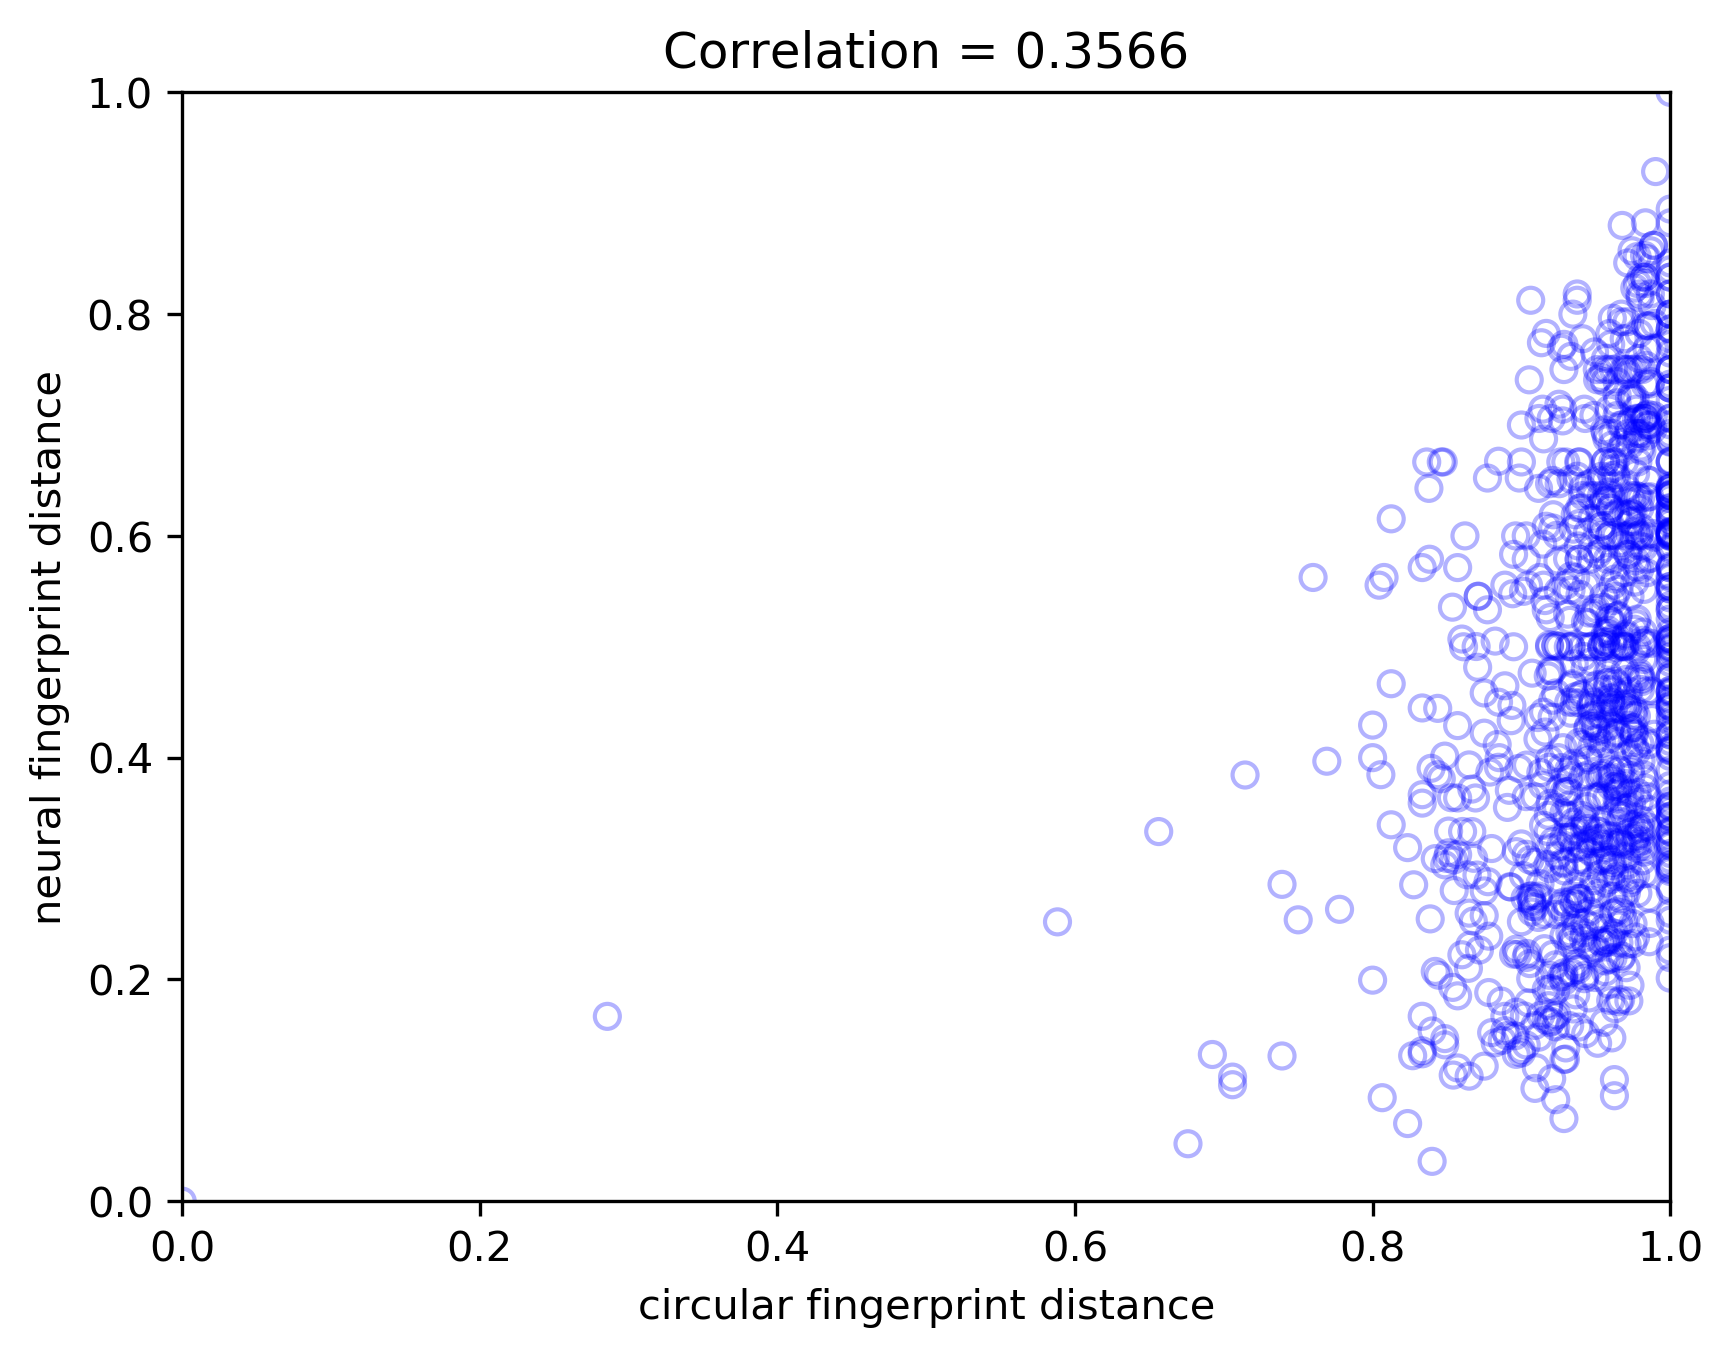 Correlation = 0.3566
1.0
0.8
0.6
0.4
0.2
0.0
neural fingerprint distance
0.0 0.2 0.4 0.6 0.8 1.0
circular fingerprint distance